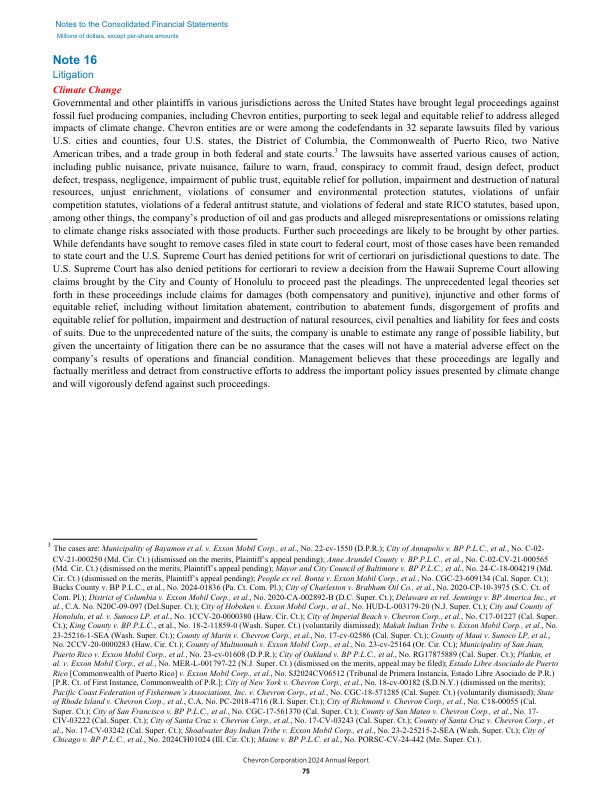 Notes to the Consolidated Financial Statements
Millions of dollars, except per-share amounts
Note 16
Litigation
Climate Change
Governmental and other plaintiffs in various jurisdictions across the United States have brought legal proceedings against
fossil fuel producing companies, including Chevron entities, purporting to seek legal and equitable relief to address alleged
impacts of climate change. Chevron entities are or were among the codefendants in 32 separate lawsuits filed by various
U.S. cities and counties, four U.S. states, the District of Columbia, the Commonwealth of Puerto Rico, two Native
American tribes, and a trade group in both federal and state courts.3 The lawsuits have asserted various causes of action,
including public nuisance, private nuisance, failure to warn, fraud, conspiracy to commit fraud, design defect, product
defect, trespass, negligence, impairment of public trust, equitable relief for pollution, impairment and destruction of natural
resources, unjust enrichment, violations of consumer and environmental protection statutes, violations of unfair
competition statutes, violations of a federal antitrust statute, and violations of federal and state RICO statutes, based upon,
among other things, the company's production of oil and gas products and alleged misrepresentations or omissions relating
to climate change risks associated with those products. Further such proceedings are likely to be brought by other parties.
While defendants have sought to remove cases filed in state court to federal court, most of those cases have been remanded
to state court and the U.S. Supreme Court has denied petitions for writ of certiorari on jurisdictional questions to date. The
U.S. Supreme Court has also denied petitions for certiorari to review a decision from the Hawaii Supreme Court allowing
claims brought by the City and County of Honolulu to proceed past the pleadings. The unprecedented legal theories set
forth in these proceedings include claims for damages (both compensatory and punitive), injunctive and other forms of
equitable relief, including without limitation abatement, contribution to abatement funds, disgorgement of profits and
equitable relief for pollution, impairment and destruction of natural resources, civil penalties and liability for fees and costs
of suits. Due to the unprecedented nature of the suits, the company is unable to estimate any range of possible liability, but
given the uncertainty of litigation there can be no assurance that the cases will not have a material adverse effect on the
company's results of operations and financial condition. Management believes that these proceedings are legally and
factually meritless and detract from constructive efforts to address the important policy issues presented by climate change
and will vigorously defend against such proceedings.
3 The cases are: Municipality of Bayamon et al. v. Exxon Mobil Corp., et al., No. 22-cv-1550 (D.P.R.); City of Annapolis v. BP P.L.C., et al., No. C-02-
CV-21-000250 (Md. Cir. Ct.) (dismissed on the merits, Plaintiff's appeal pending); Anne Arundel County v. BP P.L.C., et al., No. C-02-CV-21-000565
(Md. Cir. Ct.) (dismissed on the merits, Plaintiff's appeal pending); Mayor and City Council of Baltimore v. BP P.L.C., et al., No. 24-C-18-004219 (Md.
Cir. Ct.) (dismissed on the merits, Plaintiff's appeal pending); People ex rel. Bonta v. Exxon Mobil Corp., et al., No. CGC-23-609134 (Cal. Super. Ct.);
Bucks County v. BP P.L.C., et al., No. 2024-01836 (Pa. Ct. Com. Pl.); City of Charleston v. Brabham Oil Co., et al., No. 2020-CP-10-3975 (S.C. Ct. of
Com. Pl.); District of Columbia v. Exxon Mobil Corp., et al., No. 2020-CA-002892-B (D.C. Super. Ct.); Delaware ex rel. Jennings v. BP America Inc., et
al., C.A. No. N20C-09-097 (Del.Super. Ct.); City of Hoboken v. Exxon Mobil Corp., et al., No. HUD-L-003179-20 (N.J. Super. Ct.); City and County of
Honolulu, et al. v. Sunoco LP, et al., No. 1CCV-20-0000380 (Haw. Cir. Ct.); City of Imperial Beach v. Chevron Corp., et al., No. C17-01227 (Cal. Super.
Ct.); King County v. BP P.L.C., et al., No. 18-2-11859-0 (Wash. Super. Ct.) (voluntarily dismissed); Makah Indian Tribe v. Exxon Mobil Corp., et al., No.
23-25216-1-SEA (Wash. Super. Ct.); County of Marin v. Chevron Corp., et al., No. 17-cv-02586 (Cal. Super. Ct.); County of Maui v. Sunoco LP, et al.,
No. 2CCV-20-0000283 (Haw. Cir. Ct.); County of Multnomah v. Exxon Mobil Corp., et al., No. 23-cv-25164 (Or. Cir. Ct.); Municipality of San Juan,
Puerto Rico v. Exxon Mobil Corp., et al., No. 23-cv-01608 (D.P.R.); City of Oakland v. BP P.L.C., et al., No. RG17875889 (Cal. Super. Ct.); Platkin, et
al. v. Exxon Mobil Corp., et al., No. MER-L-001797-22 (N.J. Super. Ct.) (dismissed on the merits, appeal may be filed); Estado Libre Asociado de Puerto
Rico [Commonwealth of Puerto Rico] v. Exxon Mobil Corp., et al., No. SJ2024CV06512 (Tribunal de Primera Instancia, Estado Libre Asociado de P.R.)
[P.R. Ct. of First Instance, Commonwealth of P.R.]; City of New York v. Chevron Corp., et al., No. 18-cv-00182 (S.D.N.Y.) (dismissed on the merits);
Pacific Coast Federation of Fishermen's Associations, Inc. v. Chevron Corp., et al., No. CGC-18-571285 (Cal. Super. Ct.) (voluntarily dismissed); State
of Rhode Island v. Chevron Corp., et al., C.A. No. PC-2018-4716 (R.I. Super. Ct.); City of Richmond v. Chevron Corp., et al., No. C18-00055 (Cal.
Super. Ct.); City of San Francisco v. BP P.L.C., et al., No. CGC-17-561370 (Cal. Super. Ct.); County of San Mateo v. Chevron Corp., et al., No. 17-
CIV-03222 (Cal. Super. Ct.); City of Santa Cruz v. Chevron Corp., et al., No. 17-CV-03243 (Cal. Super. Ct.); County of Santa Cruz v. Chevron Corp., et
al., No. 17-CV-03242 (Cal. Super. Ct.); Shoalwater Bay Indian Tribe v. Exxon Mobil Corp., et al., No. 23-2-25215-2-SEA (Wash. Super. Ct.); City of
Chicago v. BP P.L.C., et al., No. 2024CH01024 (Ill. Cir. Ct.); Maine v. BP P.L.C. et al., No. PORSC-CV-24-442 (Me. Super. Ct.).
Chevron Corporation 2024 Annual Report
75